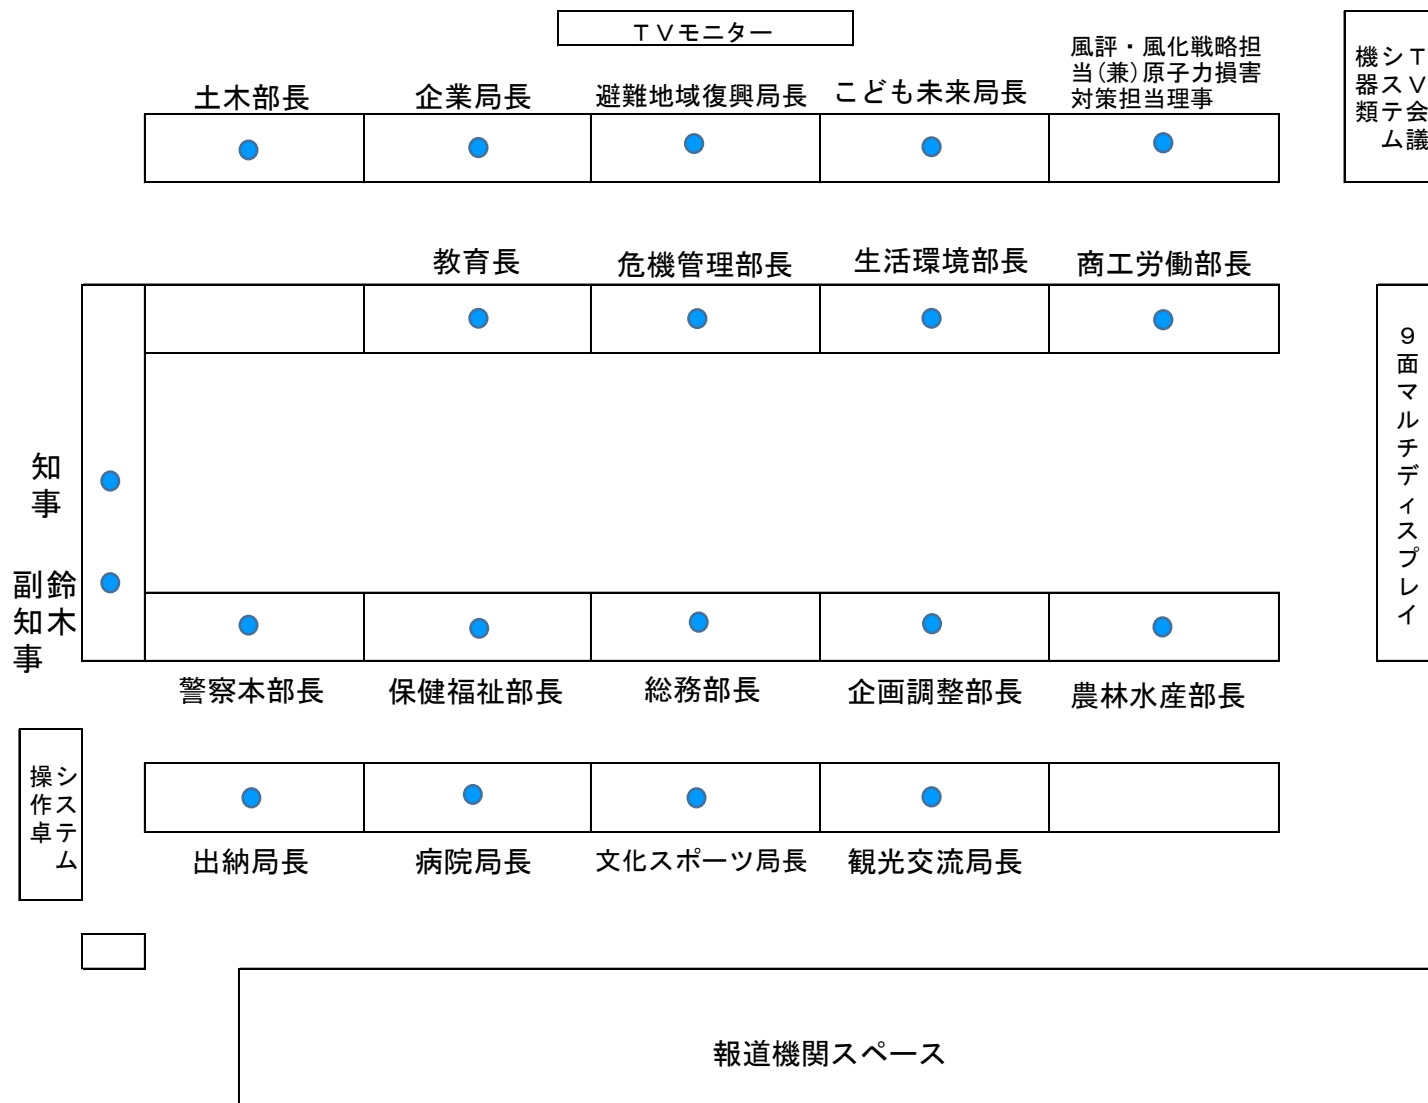 ＴＶモニター
風評・風化戦略担
当(兼)原子力損害
対策担当理事
土木部長
企業局長
避難地域復興局長
こども未来局長
ＴＶ会議
システム
機器類
教育長
危機管理部長
生活環境部長
商工労働部長
９面マルチディスプレイ
知事
鈴木
副知事
警察本部長
保健福祉部長
総務部長
企画調整部長
農林水産部長
システム
操作卓
出納局長
病院局長
文化スポーツ局長
観光交流局長
報道機関スペース